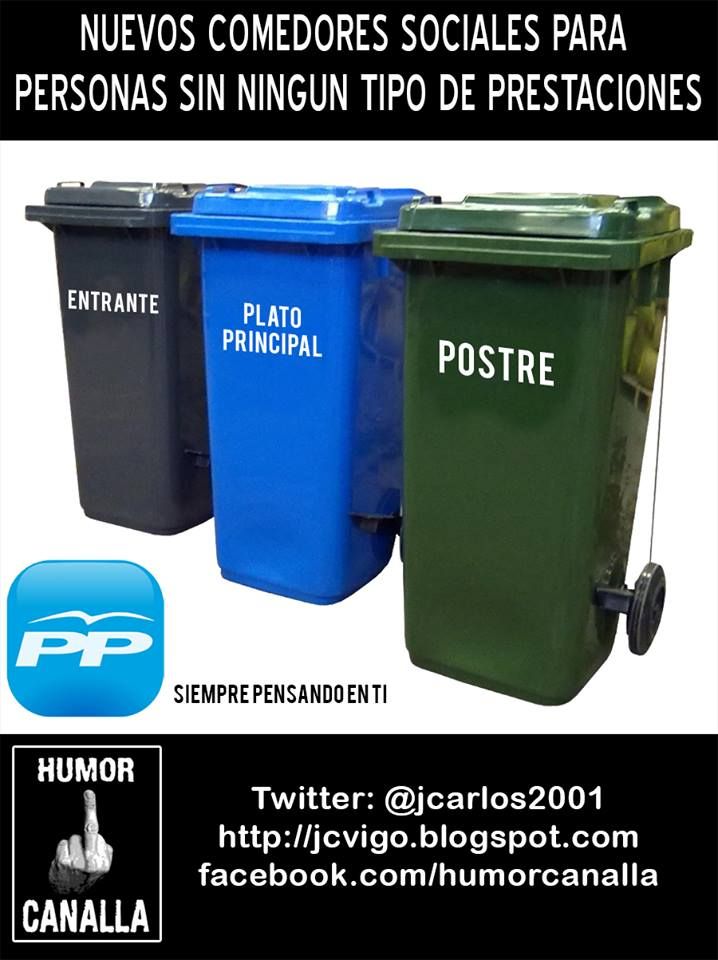 NUEVOS COMEDORES SOCIALES PARA
PERSONAS SIN NINGUN TIPO DE PRESTACIONES
ENTRANTE
PLATO
PRINCIPAL
POSTRE
PP
SIEMPRE PENSANDO EN TI
HUMOR
CANALLA
Twitter: @jcarlos2001
http://jcvigo.blogspot.com
facebook.com/humorcanalla